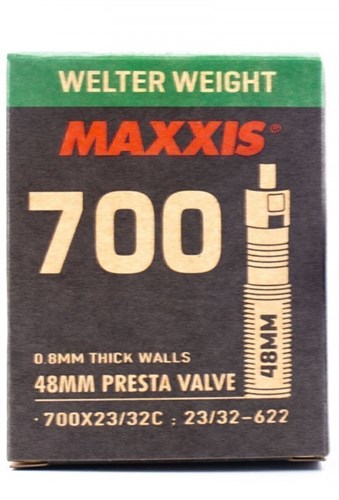 WELTER WEIGHT
MAXXIS®
700
48MM
0.8MM THICK WALLS
48MM PRESTA VALVE
·700X23/32C ; 23/32-622